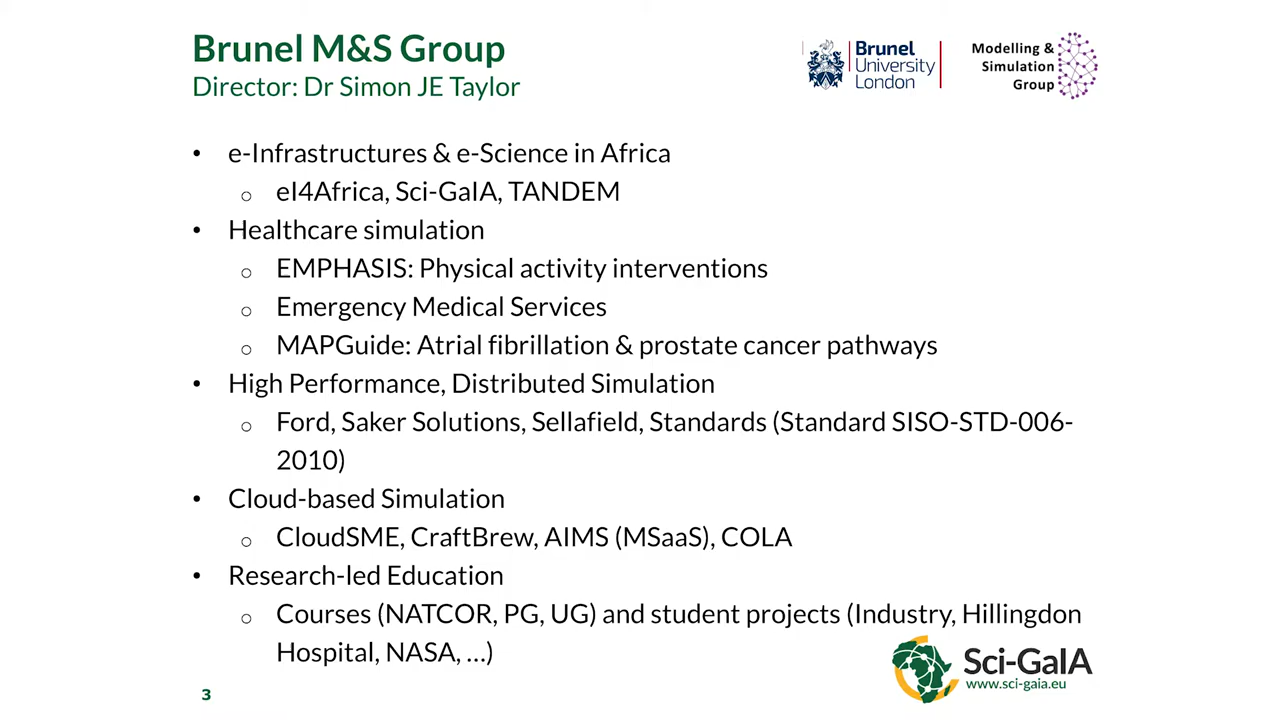 Brunel M&S Group
Director: Dr Simon JE Taylor
Brunel
University
London
Modelling &
Simulation
Group
• e-Infrastructures & e-Science in Africa
o eI4Africa, Sci-GaIA, TANDEM
• Healthcare simulation
o EMPHASIS: Physical activity interventions
o Emergency Medical Services
o MAPGuide: Atrial fibrillation & prostate cancer pathways
• High Performance, Distributed Simulation
o Ford, Saker Solutions, Sellafield, Standards (Standard SISO-STD-006-
2010)
• Cloud-based Simulation
o CloudSME, CraftBrew, AIMS (MSaaS), COLA
• Research-led Education
o Courses (NATCOR, PG, UG) and student projects (Industry, Hillingdon
Hospital, NASA, ...)
Sci-GaIA
www.sci-gaia.eu
3